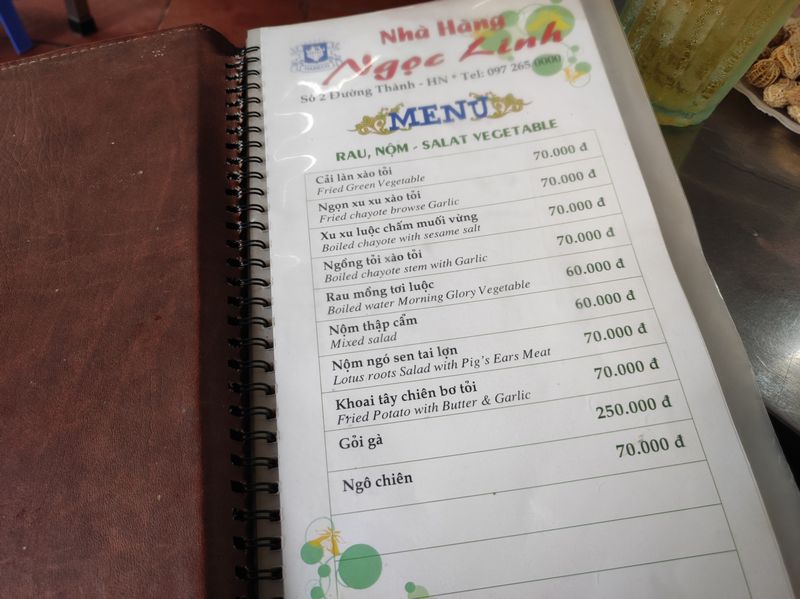 Nhà Hàng
Ngọc Linh
Số 2 Đường Thành - HN * Tel: 097 265.0000
MENU
RAU, NỘM - SALAT VEGETABLE
Cải làn xào tỏi 70.000 đ
Fried Green Vegetable
Ngọn xu xu xào tỏi 70.000 đ
Fried chayote browse Garlic
Xu xu luộc chấm muối vừng 70.000 đ
Boiled chayote with sesame salt
Ngồng tỏi xào tỏi 70.000 đ
Boiled chayote stem with Garlic
Rau mồng tơi luộc 60.000 đ
Boiled water Morning Glory Vegetable
Nộm thập cẩm 60.000 đ
Mixed salad
Nộm ngó sen tai lợn 70.000 đ
Lotus roots Salad with Pig's Ears Meat
Khoai tây chiên bơ tỏi 70.000 đ
Fried Potato with Butter & Garlic
Gỏi gà 250.000 đ
Ngô chiên 70.000 đ